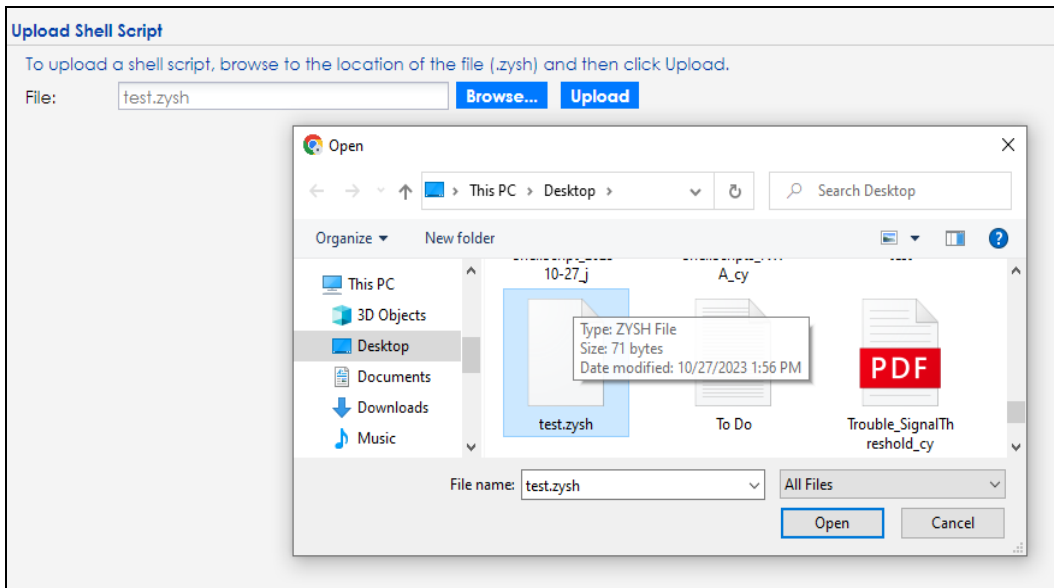 Upload Shell Script
To upload a shell script, browse to the location of the file (.zysh) and then click Upload.
File: test.zysh Browse... Upload
Open
This PC > Desktop > Search Desktop
Organize New folder
This PC
3D Objects
Desktop
Documents
Downloads
Music
10-27_j
A_cy
Type: ZYSH File
Size: 71 bytes
Date modified: 10/27/2023 1:56 PM
PDF
test.zysh
To Do
Trouble_SignalTh
reshold_cy
File name: test.zysh All Files
Open Cancel